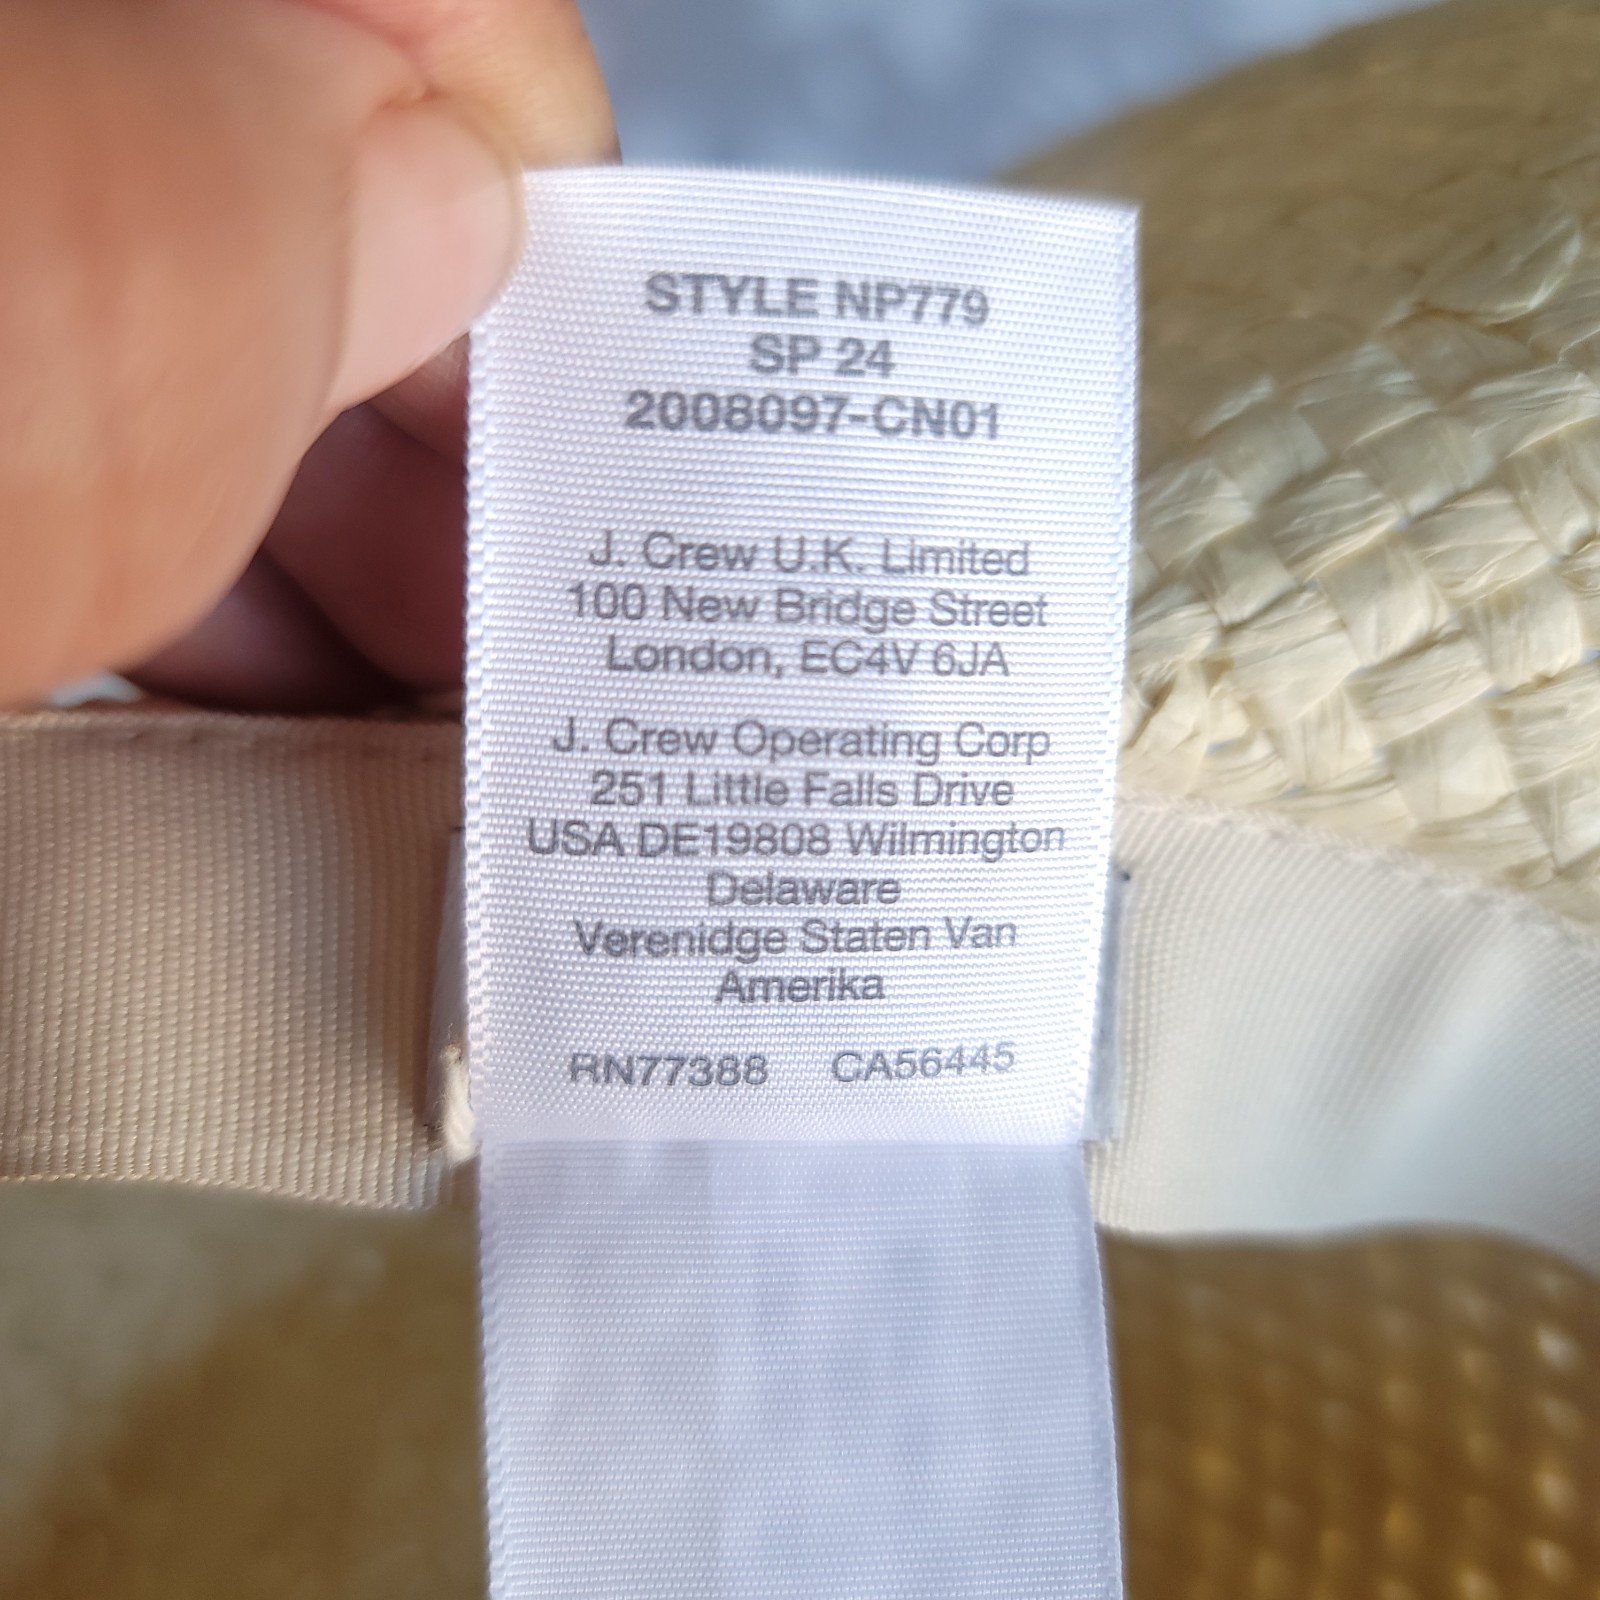 STYLE NP779
SP 24
2008097-CN01
J. Crew U.K. Limited
100 New Bridge Street
London, EC4V 6JA
J. Crew Operating Corp
251 Little Falls Drive
USA DE19808 Wilmington
Delaware
Verenidge Staten Van
Amerika
RN77388 CA56445